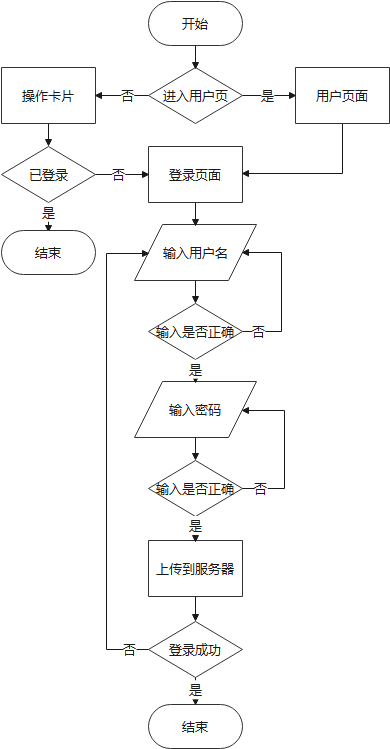 开始
操作卡片
否
进入用户页
是
用户页面
已登录
否
登录页面
是
结束
输入用户名
输入是否正确
否
是
输入密码
输入是否正确
否
是
上传到服务器
否
登录成功
是
结束